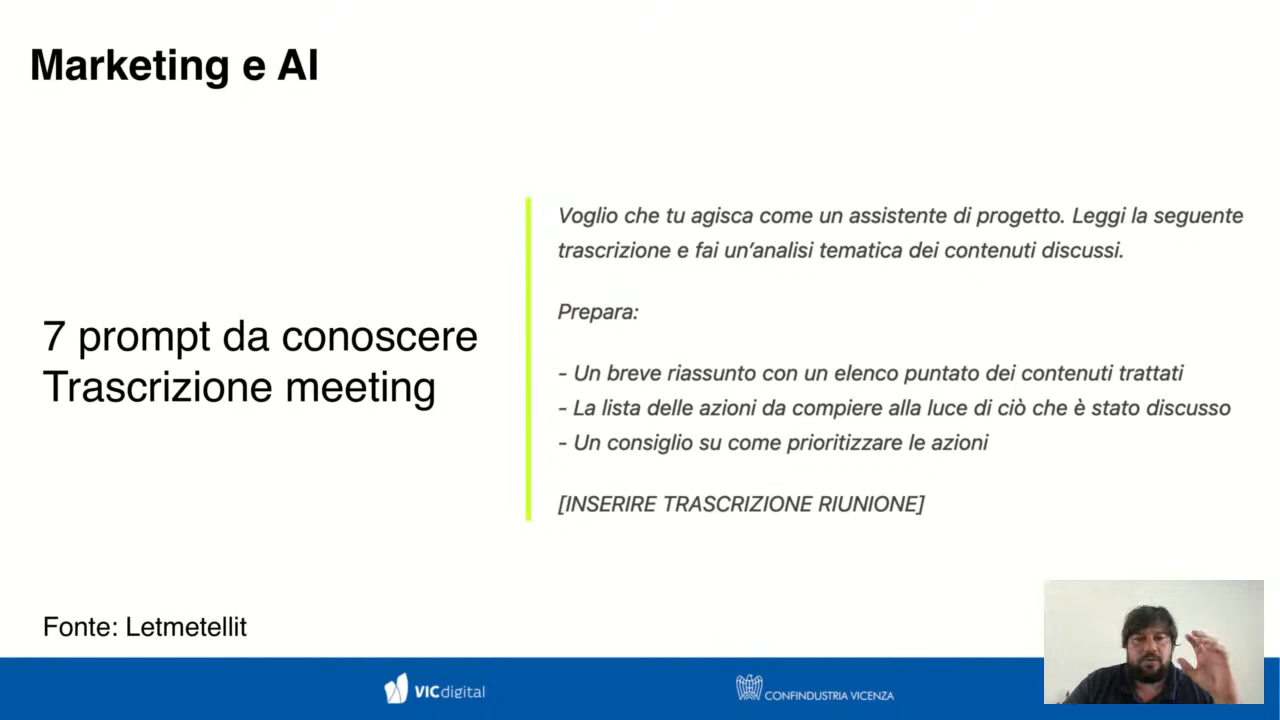 Marketing e AI
7 prompt da conoscere
Trascrizione meeting
Voglio che tu agisca come un assistente di progetto. Leggi la seguente
trascrizione e fai un’analisi tematica dei contenuti discussi.
Prepara:
- Un breve riassunto con un elenco puntato dei contenuti trattati
- La lista delle azioni da compiere alla luce di ciò che è stato discusso
- Un consiglio su come prioritizzare le azioni
[INSERIRE TRASCRIZIONE RIUNIONE]
Fonte: Letmetellit
VICdigital
CONFINDUSTRIA VICENZA